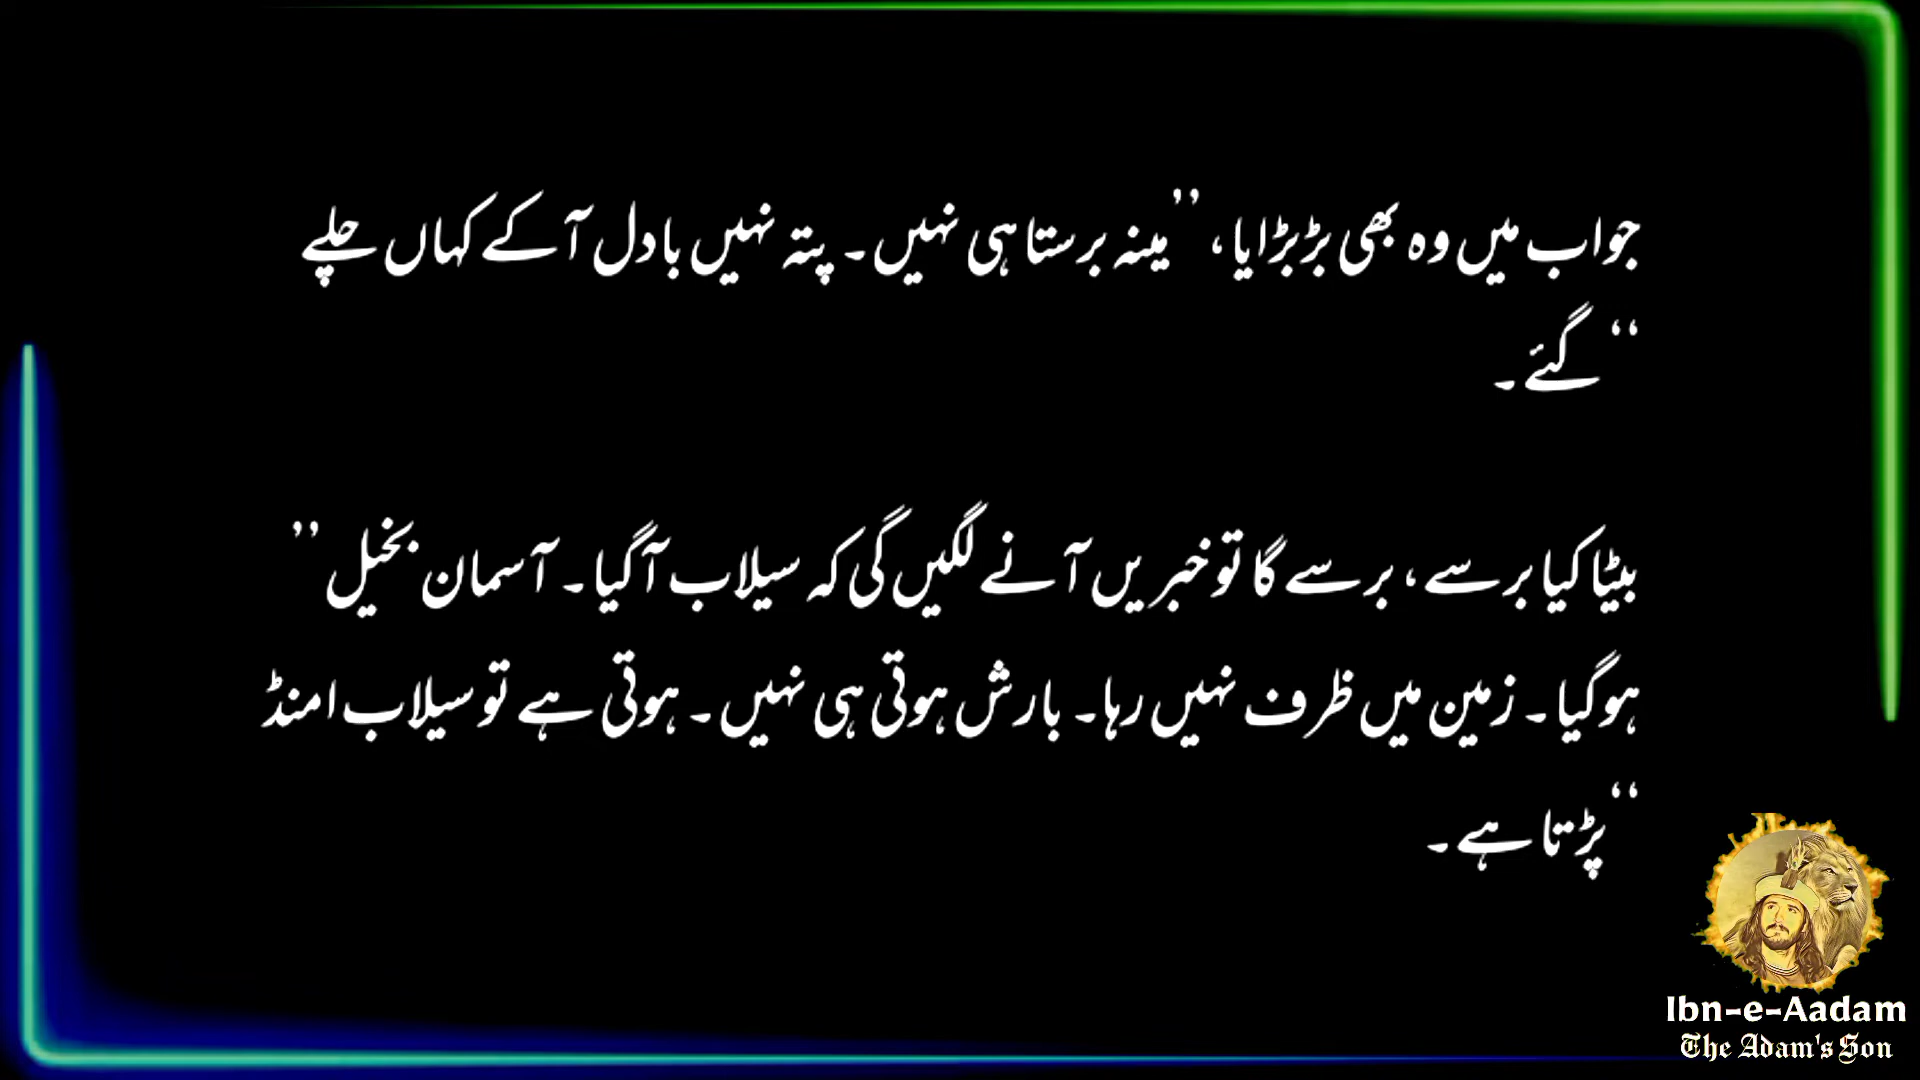 جواب میں وہ بھی بڑبڑایا، ’’مینہ برستا ہی نہیں۔ پتہ نہیں بادل آ کے کہاں چلے
‘‘ گئے۔
بیٹا کیا برسے، برسے گا تو خبریں آنے لگیں گی کہ سیلاب آ گیا۔ آسمان بخیل ’’
ہوگیا۔ زمین میں ظرف نہیں رہا۔ بارش ہوتی ہی نہیں۔ ہوتی ہے تو سیلاب امنڈ
‘‘ پڑتا ہے۔
Ibn-e-Aadam
The Adam's Son